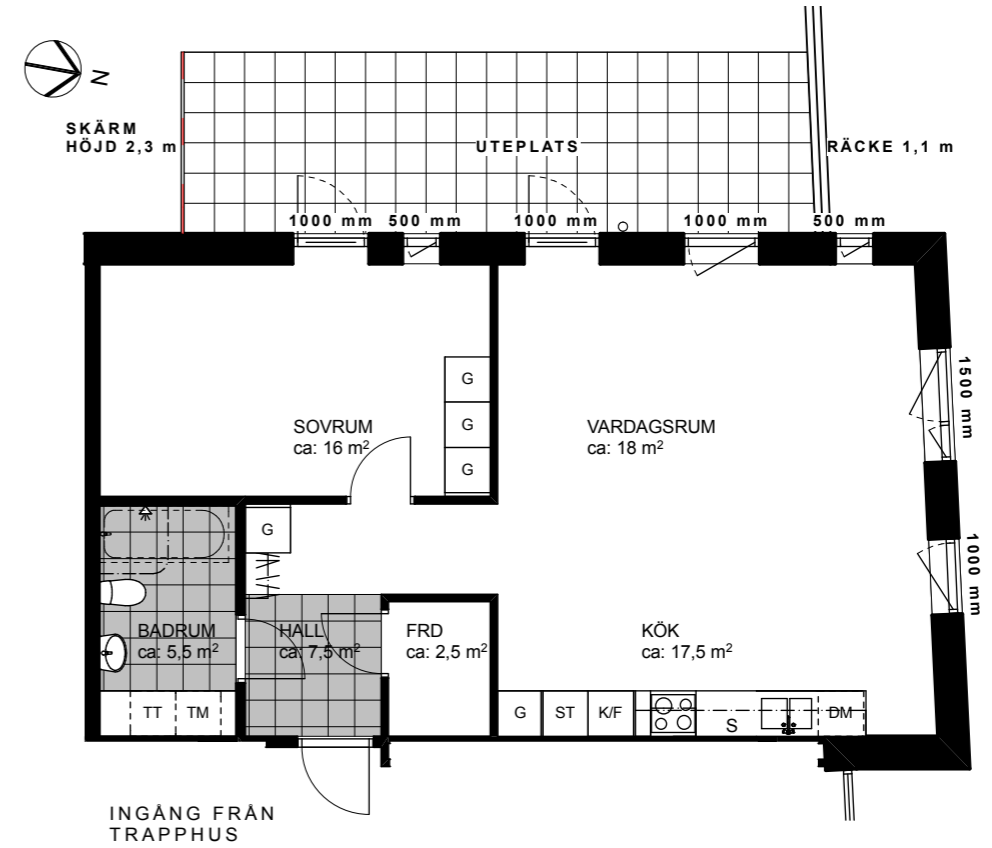 N
SKÄRM
HÖJD 2,3 m
UTEPLATS
RÄCKE 1,1 m
1000 mm
500 mm
1000 mm
1000 mm
500 mm
1500 mm
1000 mm
G
G
G
SOVRUM
ca: 16 m²
VARDAGSRUM
ca: 18 m²
G
BADRUM
ca: 5,5 m²
HALL
ca: 7,5 m²
FRD
ca: 2,5 m²
KÖK
ca: 17,5 m²
TT
TM
G
ST
K/F
S
DM
INGÅNG FRÅN
TRAPPHUS